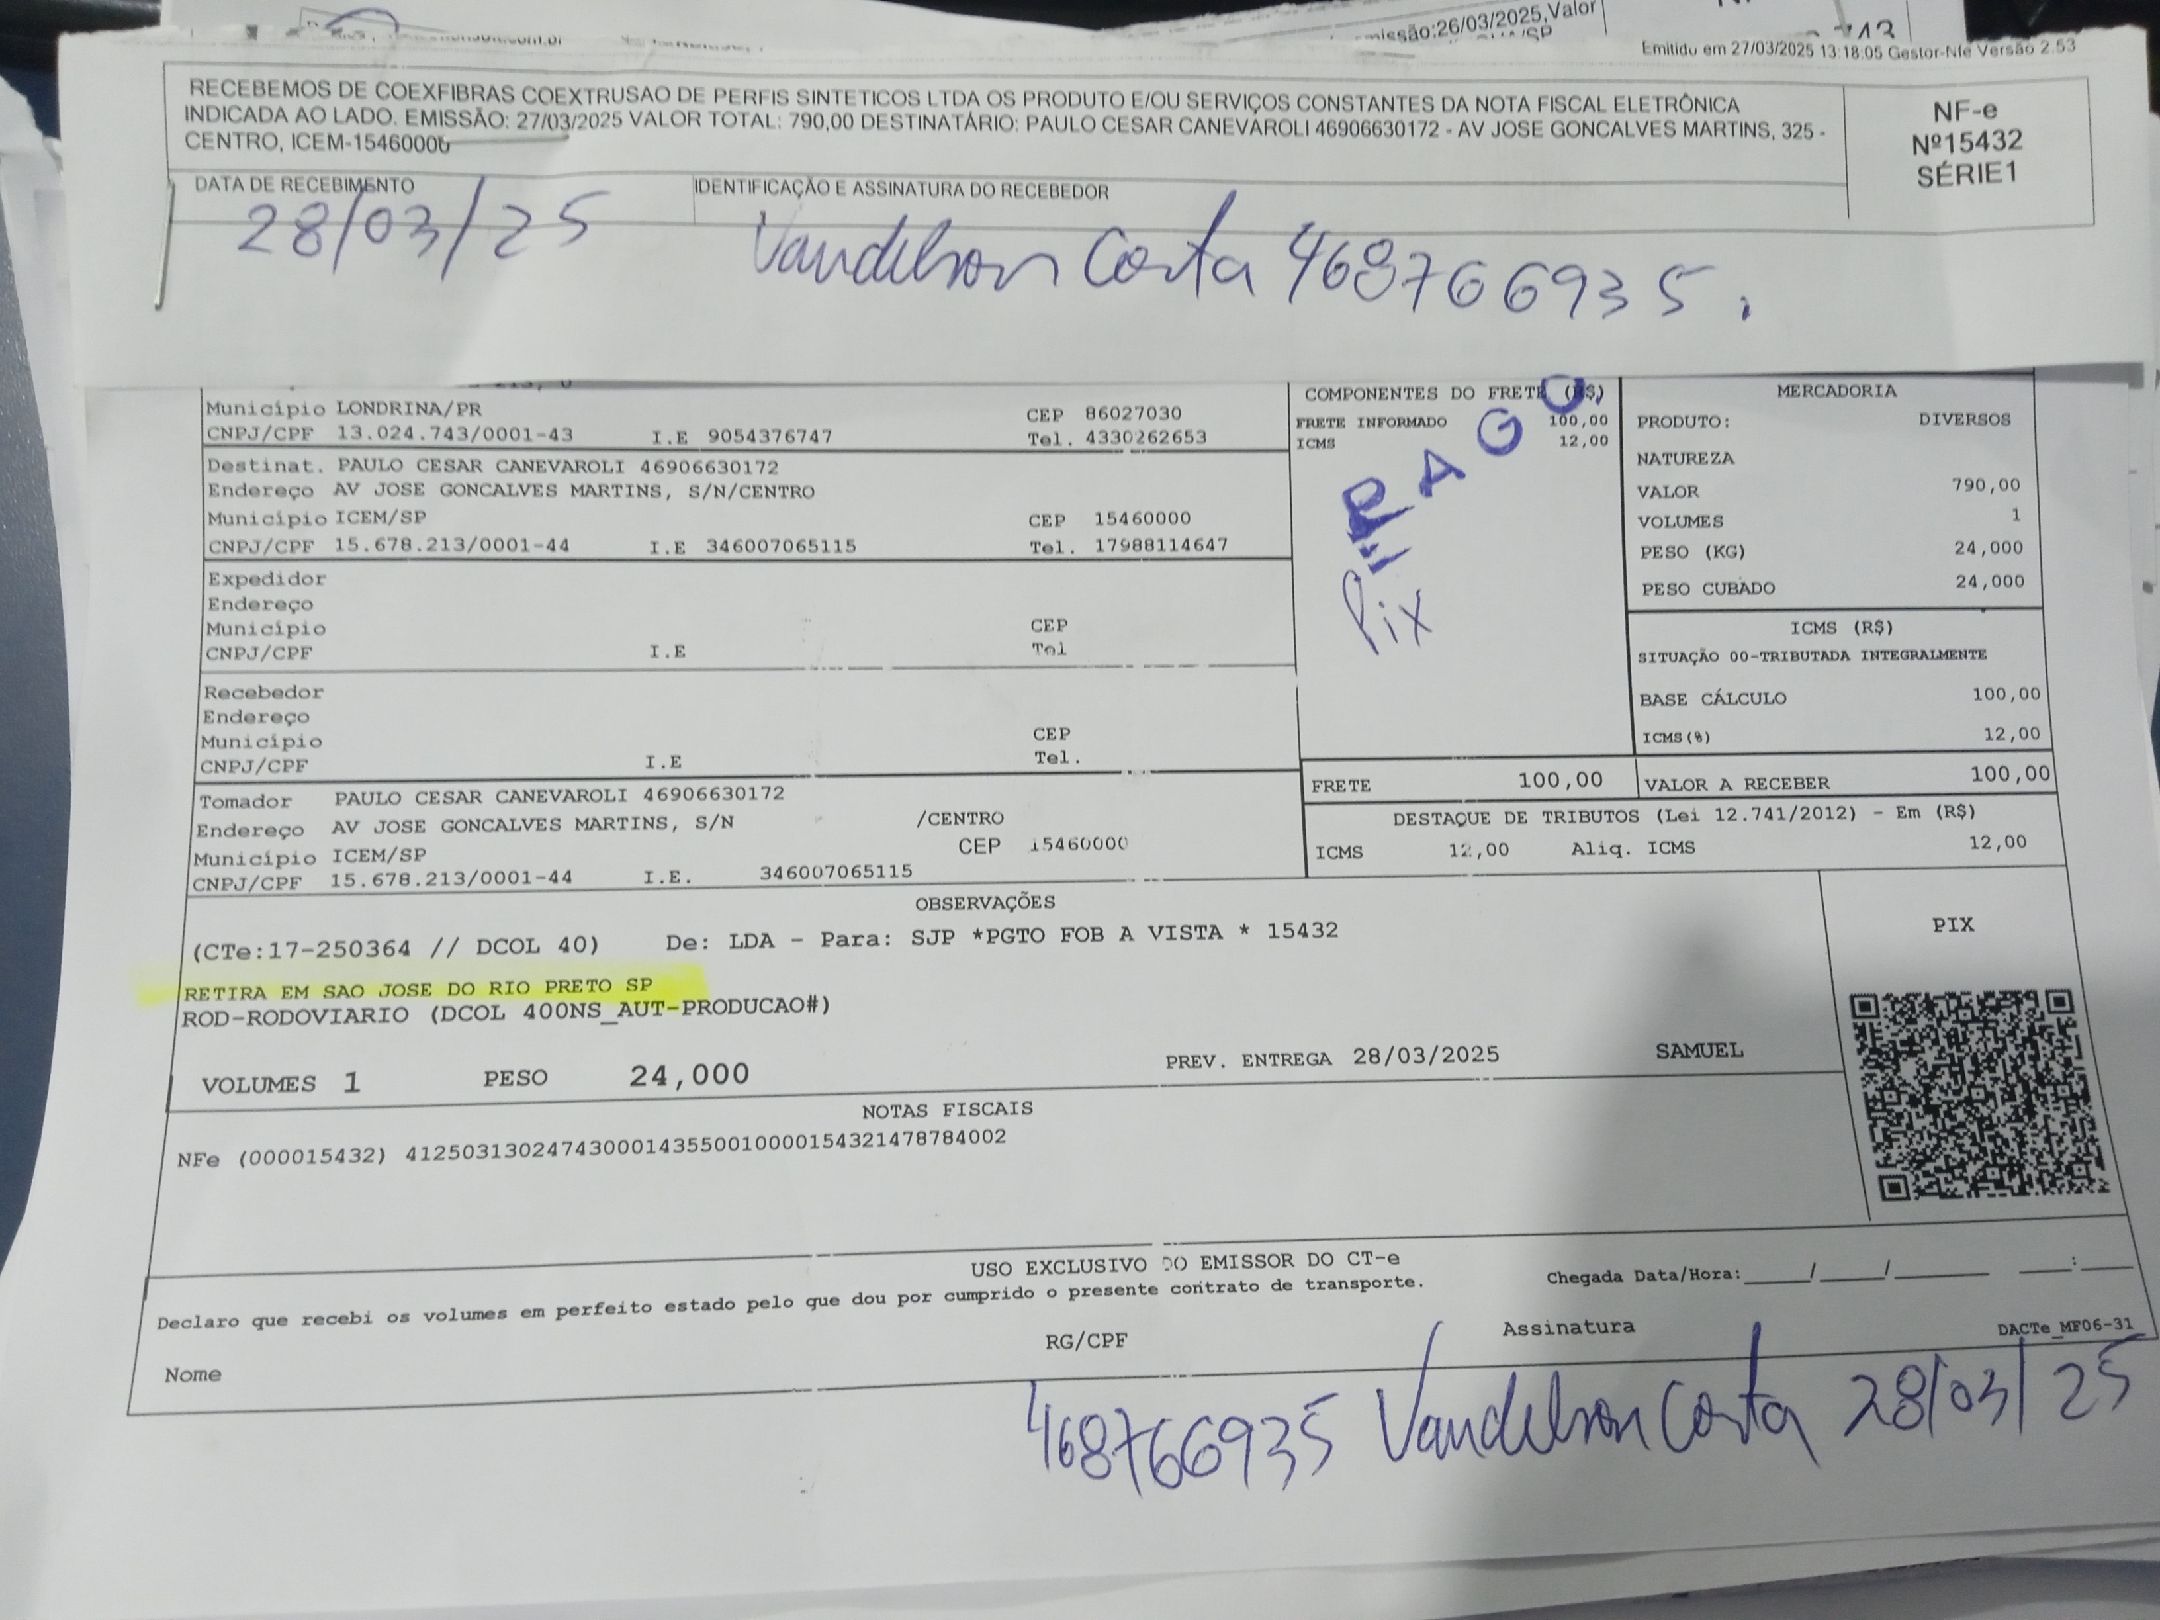 missão:26/03/2025,Valor
Emitido em 27/03/2025 13:18:05 Gestor-Nfe Versão 2.53
RECEBEMOS DE COEXFIBRAS COEXTRUSAO DE PERFIS SINTETICOS LTDA OS PRODUTO E/OU SERVIÇOS CONSTANTES DA NOTA FISCAL ELETRÔNICA
INDICADA AO LADO. EMISSÃO: 27/03/2025 VALOR TOTAL: 790,00 DESTINATÁRIO: PAULO CESAR CANEVAROLI 46906630172 - AV JOSE GONCALVES MARTINS, 325 -
CENTRO, ICEM-15460000
NF-e
Nº15432
SÉRIE1
DATA DE RECEBIMENTO IDENTIFICAÇÃO E ASSINATURA DO RECEBEDOR
28/03/25 Vandelson Costa 468766935.
Município LONDRINA/PR CEP 86027030
CNPJ/CPF 13.024.743/0001-43 I.E 9054376747 Tel. 4330262653
Destinat. PAULO CESAR CANEVAROLI 46906630172
Endereço AV JOSE GONCALVES MARTINS, S/N/CENTRO
Município ICEM/SP CEP 15460000
CNPJ/CPF 15.678.213/0001-44 I.E 346007065115 Tel. 17988114647
Expedidor
Endereço
Município CEP
CNPJ/CPF I.E Tel
Recebedor
Endereço
Município CEP
CNPJ/CPF I.E Tel.
Tomador PAULO CESAR CANEVAROLI 46906630172
Endereço AV JOSE GONCALVES MARTINS, S/N /CENTRO
Município ICEM/SP CEP 15460000
CNPJ/CPF 15.678.213/0001-44 I.E. 346007065115
COMPONENTES DO FRETE (R$)
FRETE INFORMADO 100,00
ICMS 12,00
PAGO
Pix
MERCADORIA
PRODUTO: DIVERSOS
NATUREZA
VALOR 790,00
VOLUMES 1
PESO (KG) 24,000
PESO CUBADO 24,000
ICMS (R$)
SITUAÇÃO 00-TRIBUTADA INTEGRALMENTE
BASE CÁLCULO 100,00
ICMS(%) 12,00
FRETE 100,00 VALOR A RECEBER 100,00
DESTAQUE DE TRIBUTOS (Lei 12.741/2012) - Em (R$)
ICMS 12,00 Aliq. ICMS 12,00
OBSERVAÇÕES
(CTe:17-250364 // DCOL 40) De: LDA - Para: SJP *PGTO FOB A VISTA * 15432
RETIRA EM SAO JOSE DO RIO PRETO SP
ROD-RODOVIARIO (DCOL 400NS_AUT-PRODUCAO#)
VOLUMES 1 PESO 24,000 PREV. ENTREGA 28/03/2025 SAMUEL
PIX
NOTAS FISCAIS
NFe (000015432) 41250313024743000143550010000154321478784002
USO EXCLUSIVO DO EMISSOR DO CT-e
Declaro que recebi os volumes em perfeito estado pelo que dou por cumprido o presente contrato de transporte.
Chegada Data/Hora:____/____/______ ___:___
Nome RG/CPF Assinatura DACTe_MF06-31
468766935 Vandelson Costa 28/03/25